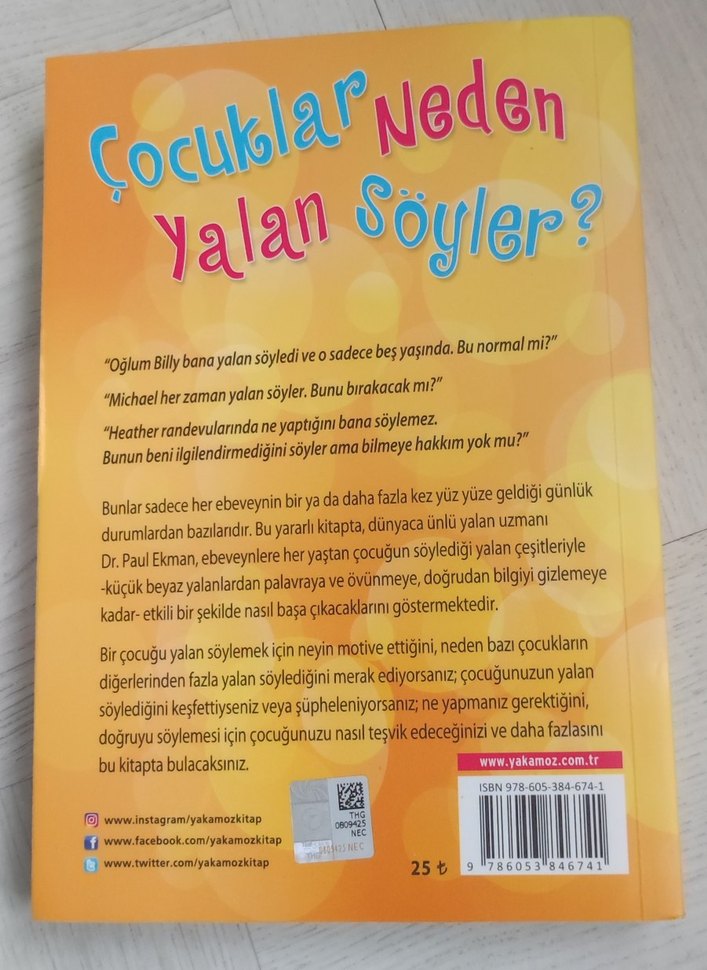 Çocuklar Neden
Yalan Söyler?
“Oğlum Billy bana yalan söyledi ve o sadece beş yaşında. Bu normal mi?”
“Michael her zaman yalan söyler. Bunu bırakacak mı?”
“Heather randevularında ne yaptığını bana söylemez.
Bunun beni ilgilendirmediğini söyler ama bilmeye hakkım yok mu?”
Bunlar sadece her ebeveynin bir ya da daha fazla kez yüz yüze geldiği günlük
durumlardan bazılarıdır. Bu yararlı kitapta, dünyaca ünlü yalan uzmanı
Dr. Paul Ekman, ebeveynlere her yaştan çocuğun söylediği yalan çeşitleriyle
-küçük beyaz yalanlardan palavraya ve övünmeye, doğrudan bilgiyi gizlemeye
kadar- etkili bir şekilde nasıl başa çıkacaklarını göstermektedir.
Bir çocuğu yalan söylemek için neyin motive ettiğini, neden bazı çocukların
diğerlerinden fazla yalan söylediğini merak ediyorsanız; çocuğunuzun yalan
söylediğini keşfettiyseniz veya şüpheleniyorsanız; ne yapmanız gerektiğini,
doğruyu söylemesi için çocuğunuzu nasıl teşvik edeceğinizi ve daha fazlasını
bu kitapta bulacaksınız.
www.yakamoz.com.tr
ISBN 978-605-384-674-1
9 786053 846741
www.instagram/yakamozkitap
www.facebook.com/yakamozkitap
www.twitter.com/yakamozkitap
THG
0809425
NEC
0809425 NEC
25 ₺